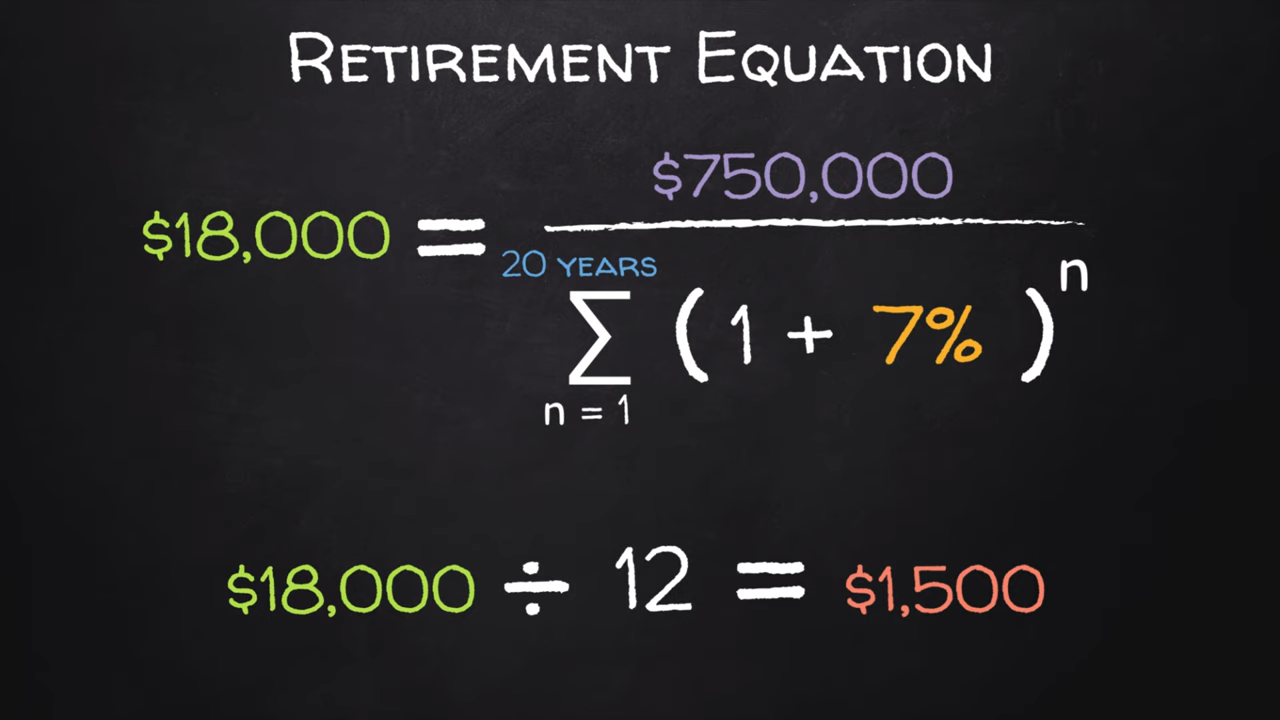 RETIREMENT EQUATION
$750,000
$18,000 =
20 YEARS
∑ (1 + 7%)ⁿ
n = 1
$18,000 ÷ 12 = $1,500